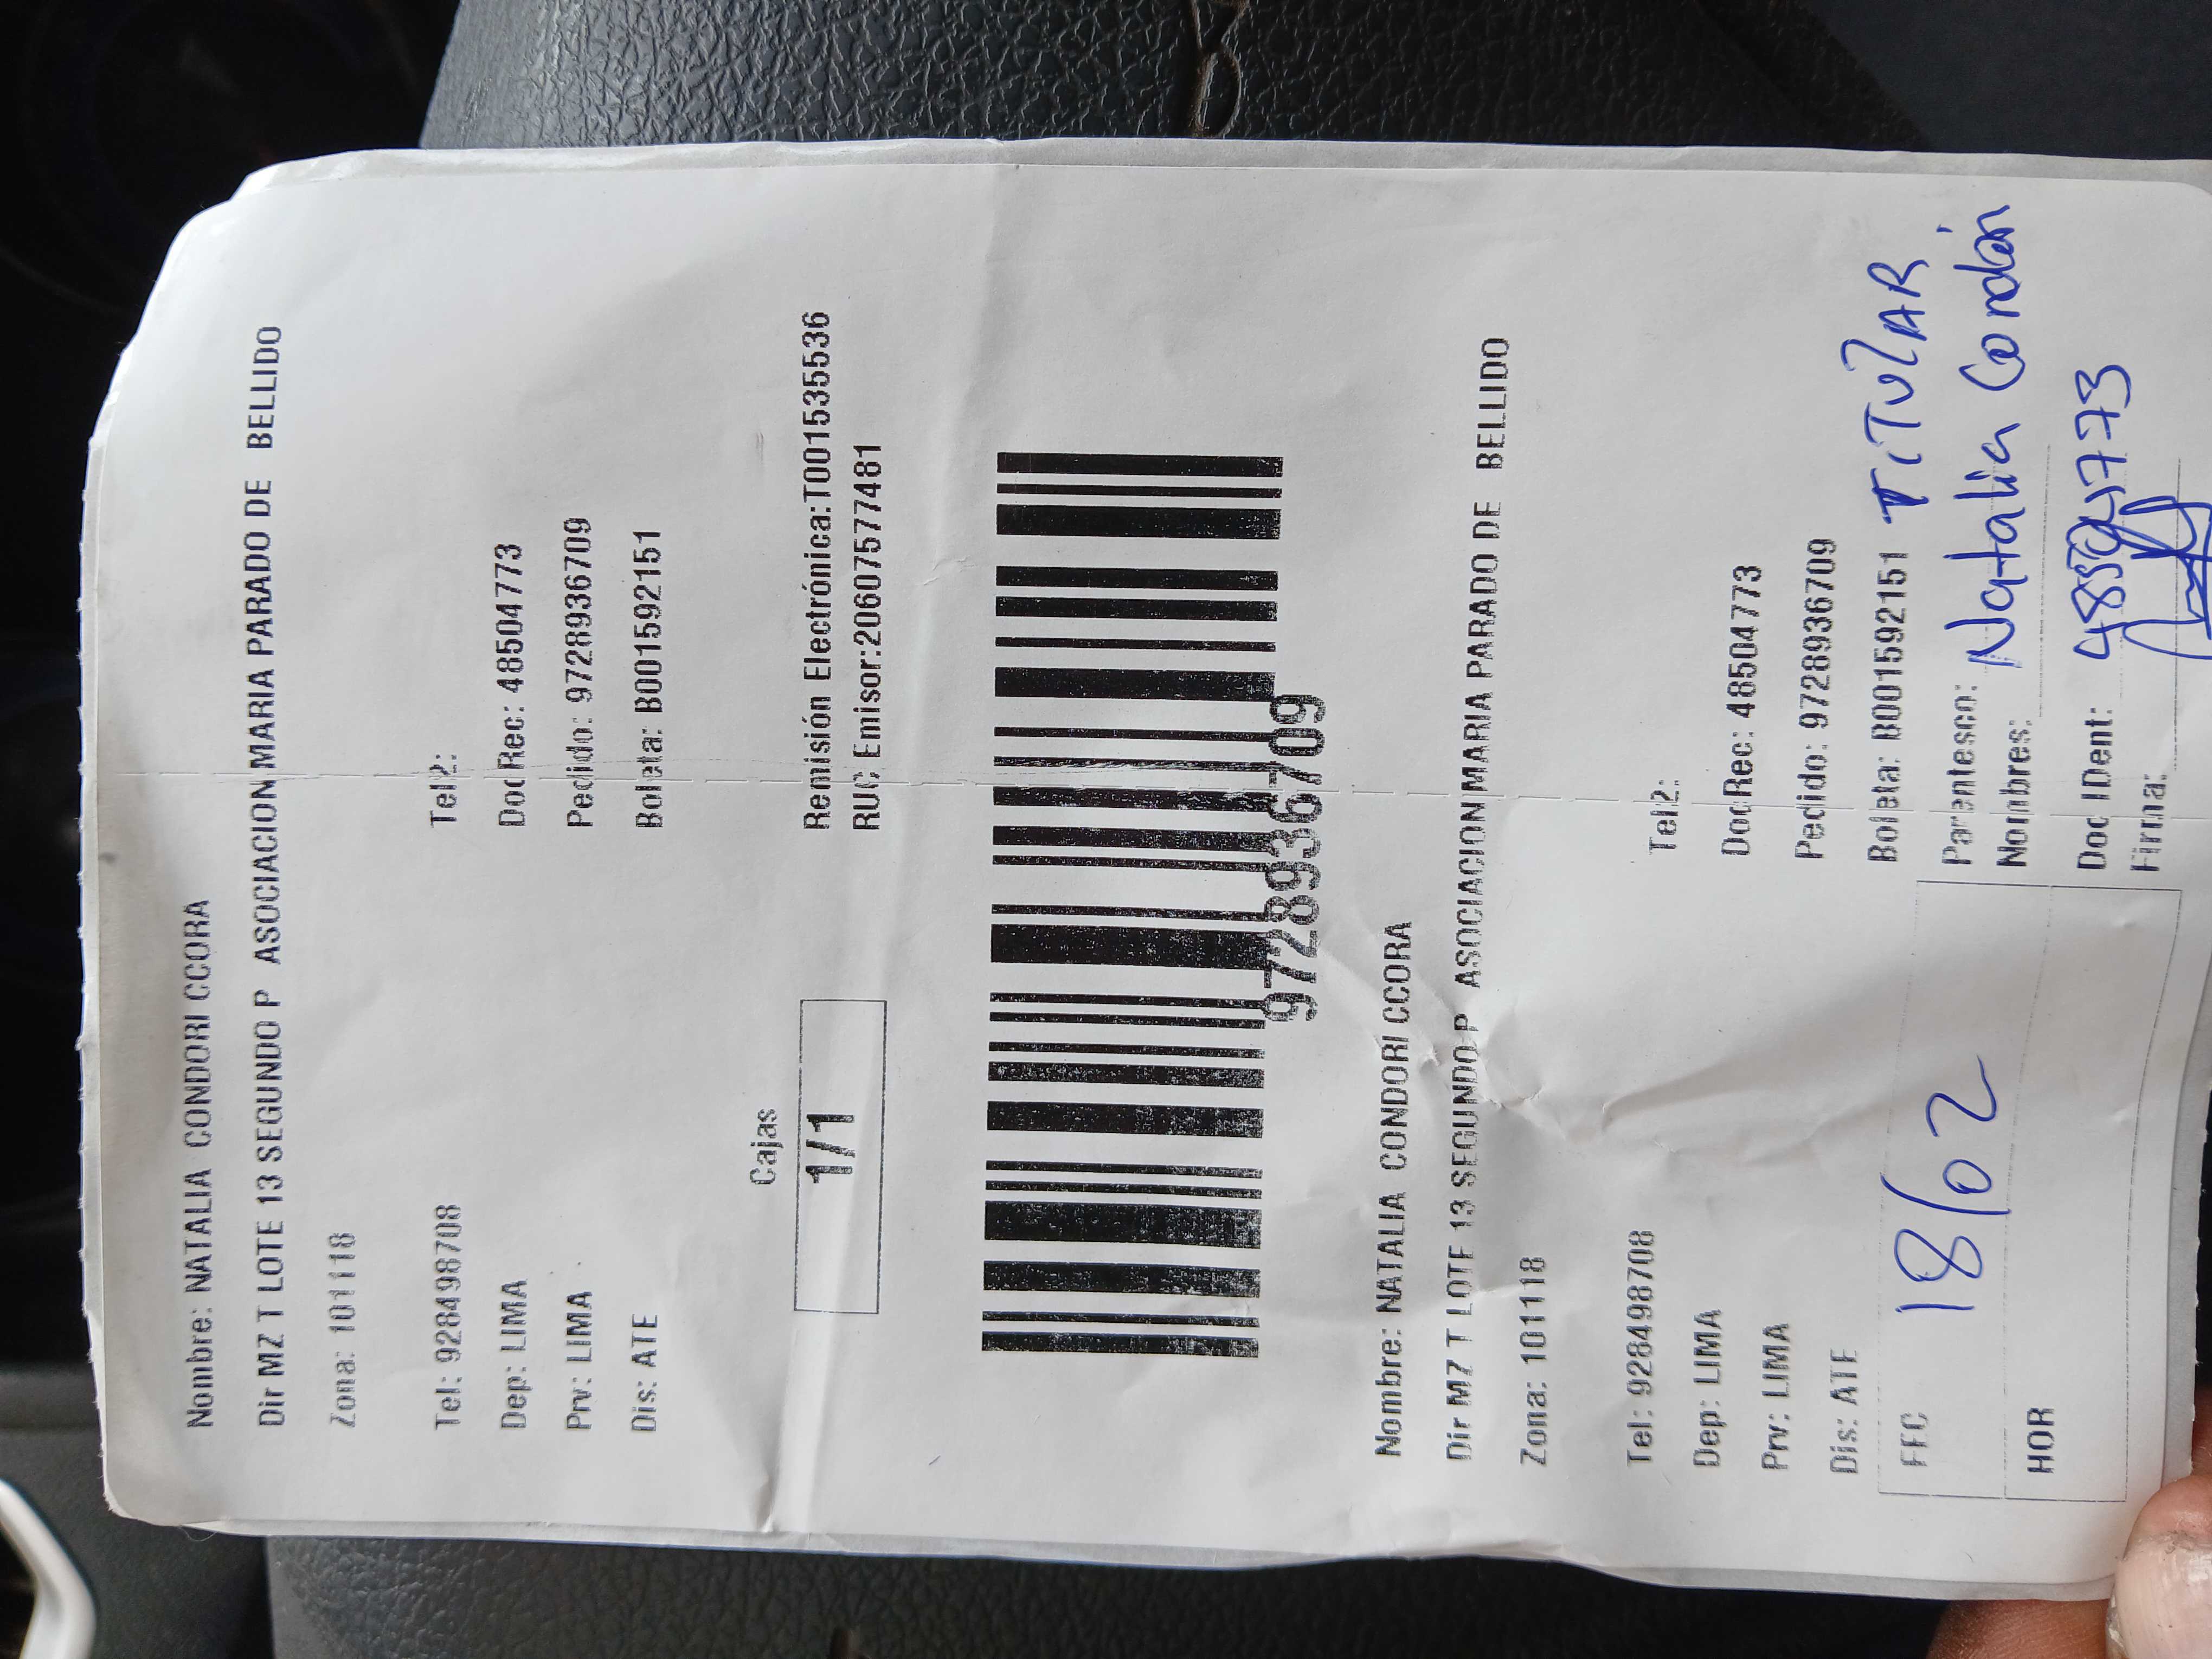 Nombre: NATALIA CONDORI CCORA
Dir MZ T LOTE 13 SEGUNDO P ASOCIACION MARIA PARADO DE BELLIDO
Zona: 101118
Tel: 928498708 Tel2:
Dep: LIMA DocRec: 48504773
Prv: LIMA Pedido: 9728936709
Dis: ATE Boleta: B001592151
Cajas
1/1
Remisión Electrónica:T001535536
RUC Emisor:20607577481
9728936709
Nombre: NATALIA CONDORI CCORA
Dir MZ T LOTE 13 SEGUNDO P ASOCIACION MARIA PARADO DE BELLIDO
Zona: 101118
Tel: 928498708 Tel2:
Dep: LIMA DocRec: 48504773
Prv: LIMA Pedido: 9728936709
Dis: ATE Boleta: B001592151
FEC 18/02 Parentesco: TiTULAR
Nombres: Natalia Condori
HOR Doc IDent: 48504773
Firma: